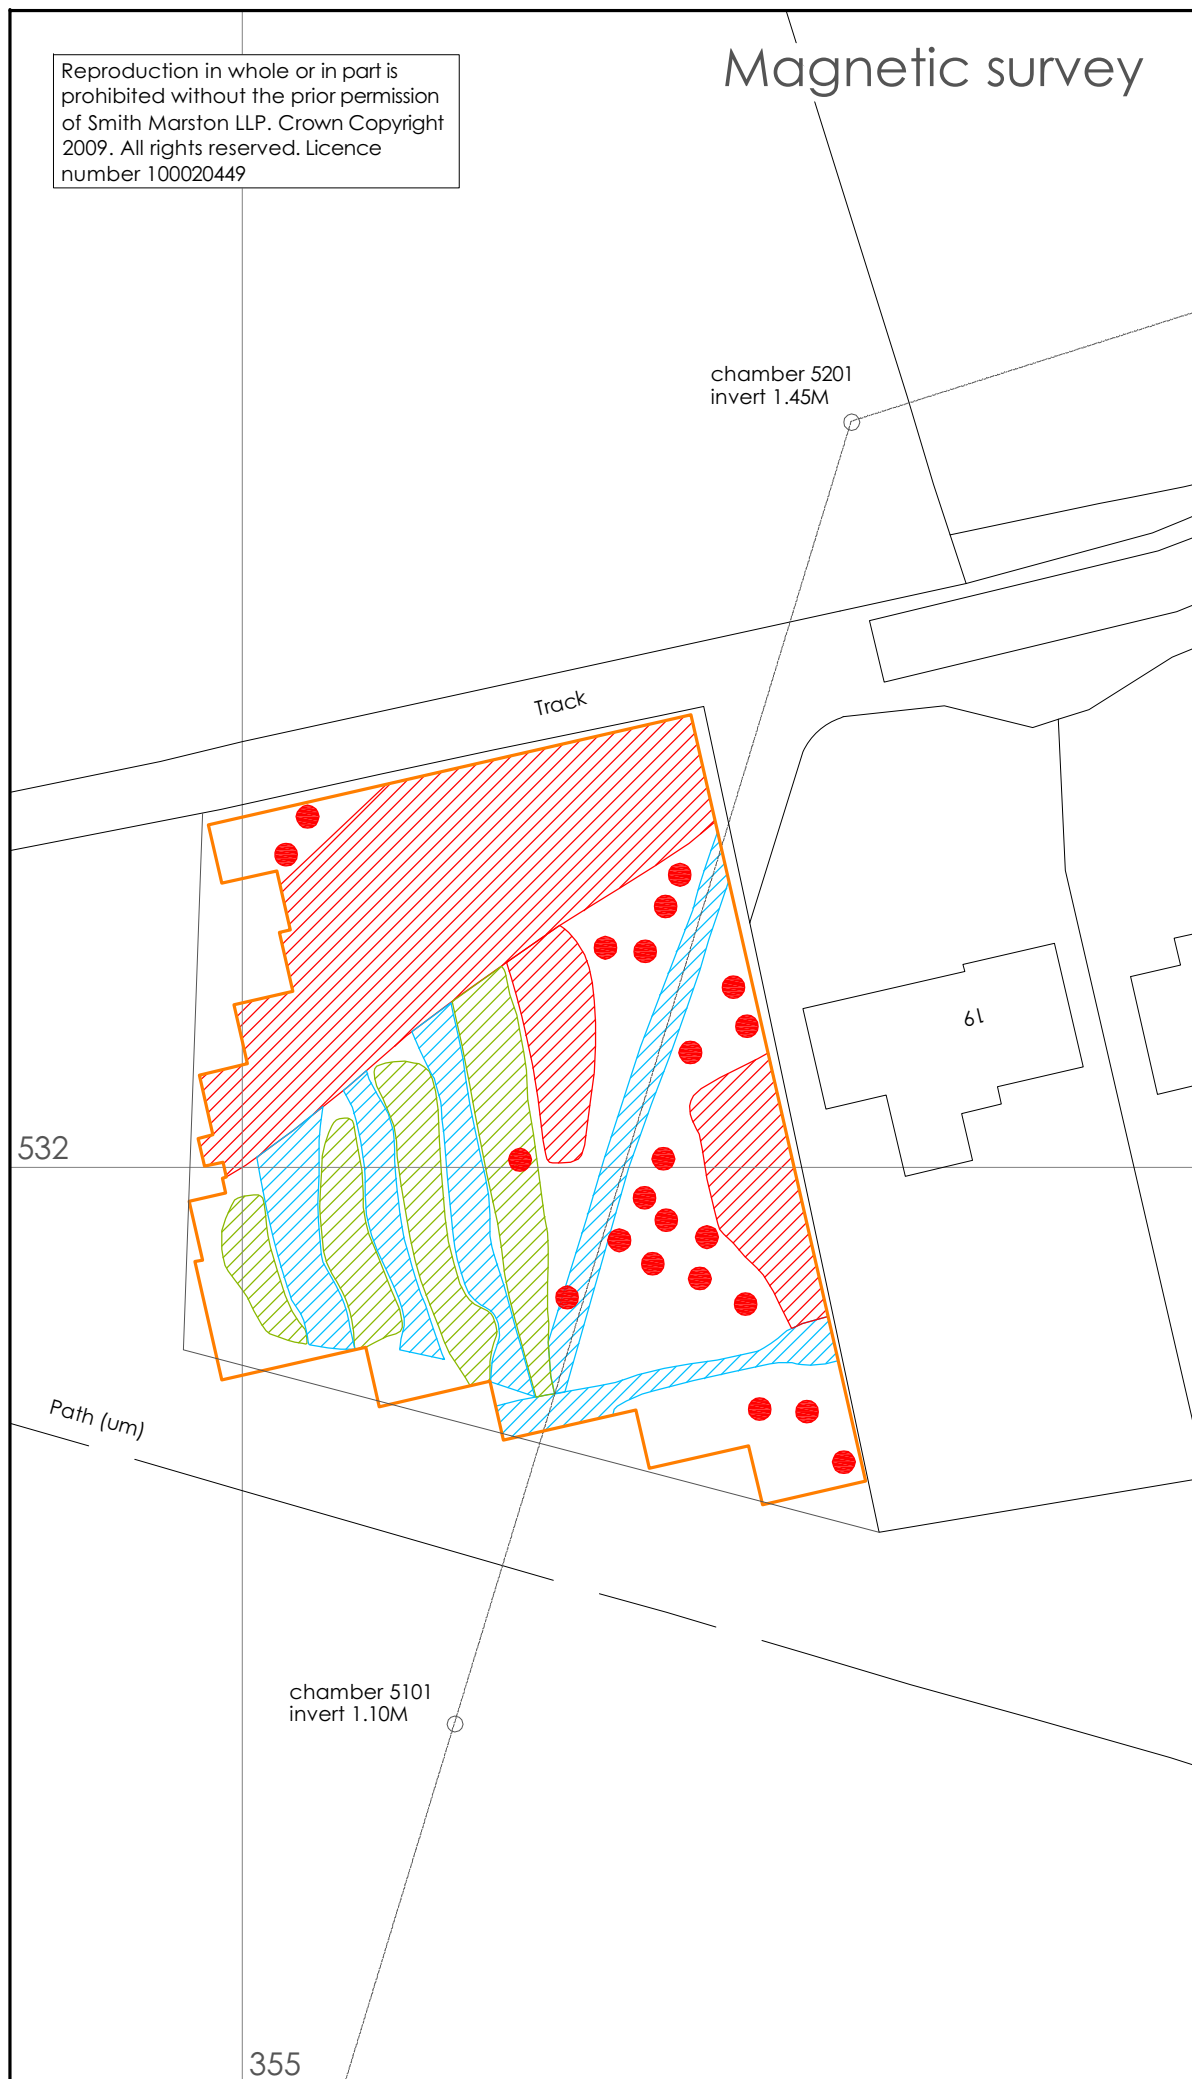 Magnetic survey
Reproduction in whole or in part is
prohibited without the prior permission
of Smith Marston LLP. Crown Copyright
2009. All rights reserved. Licence
number 100020449
chamber 5201
invert 1.45M
Track
19
532
Path (um)
chamber 5101
invert 1.10M
355